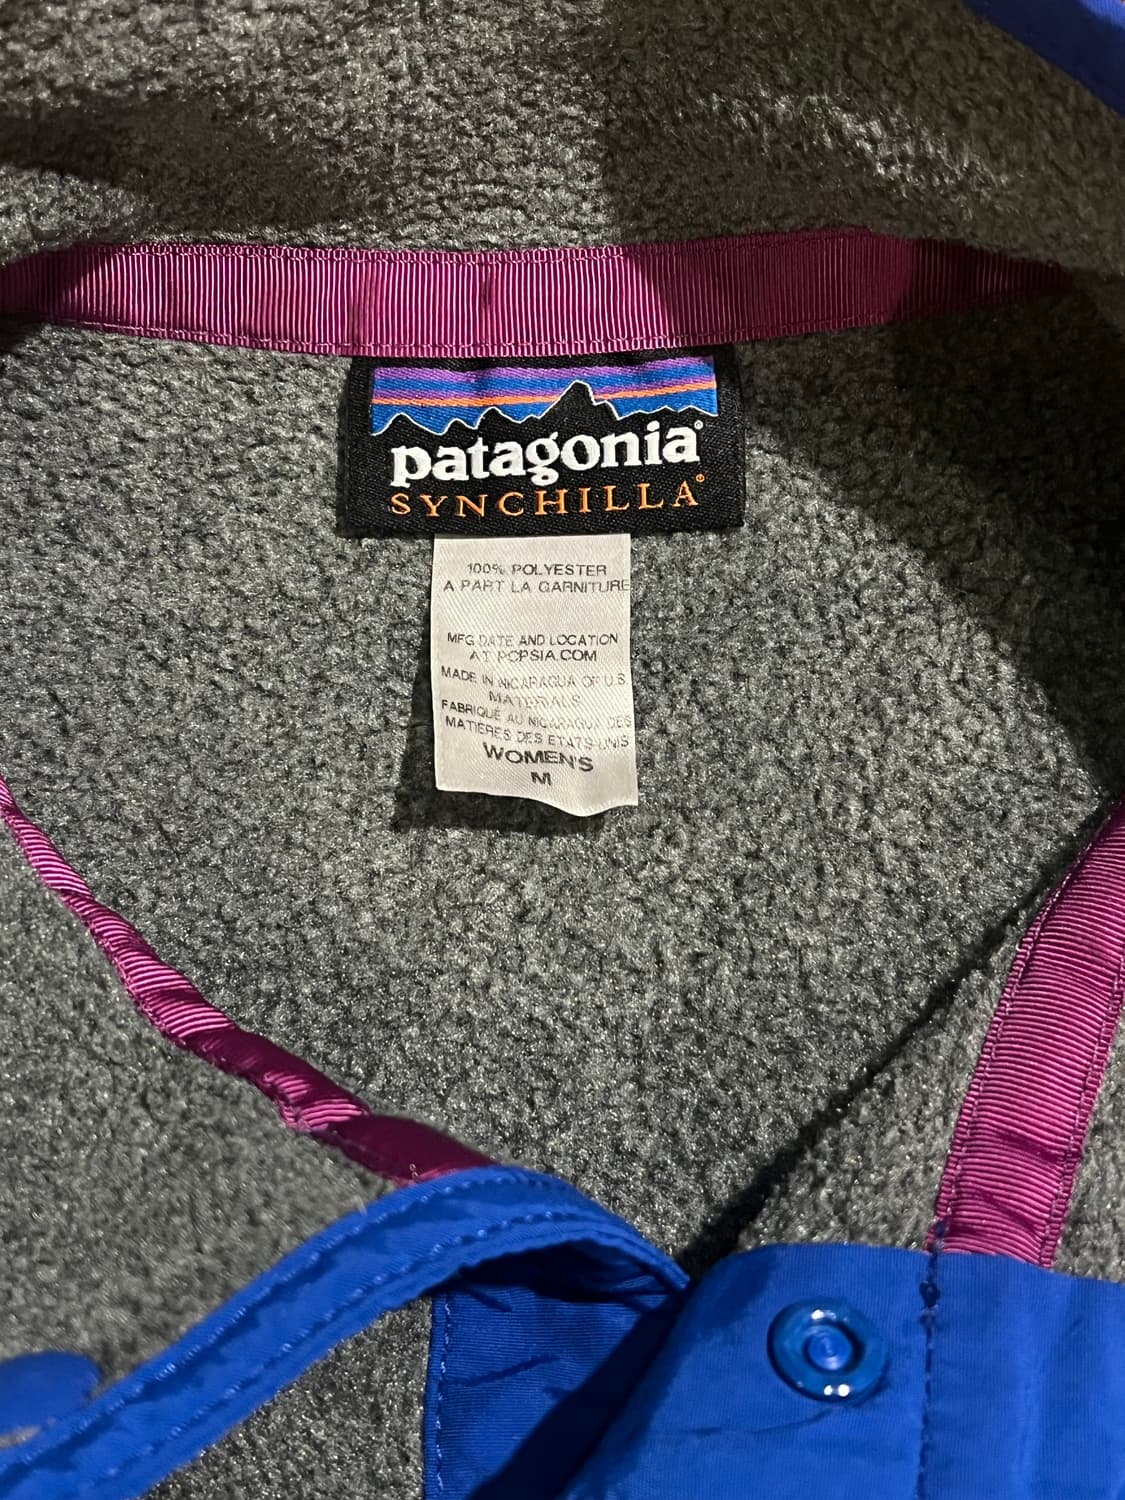 patagonia®
SYNCHILLA®
100% POLYESTER
A PART LA GARNITURE
MFG DATE AND LOCATION
AT PCPSIA.COM
MADE IN NICARAGUA OF U.S
MATERIALS
FABRIQUÉ AU NICARAGUA DES
MATIÈRES DES ETATS-UNIS
WOMEN'S
M